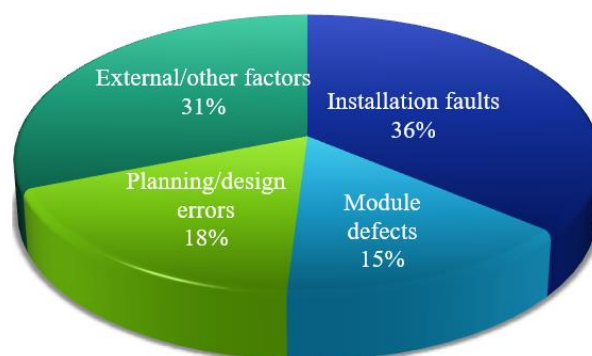 External/other factors
31%
Installation faults
36%
Planning/design
errors
18%
Module
defects
15%